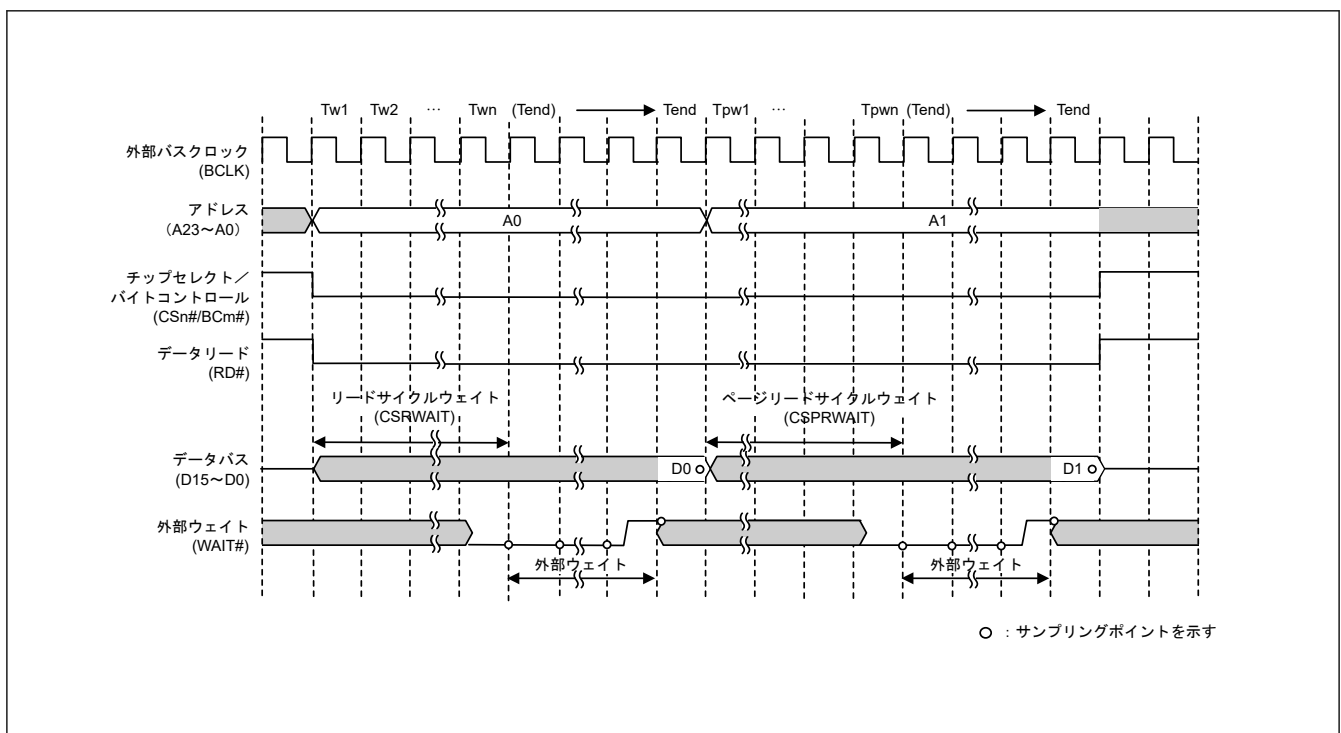 Tw1 Tw2 … Twn (Tend) Tend Tpw1 … Tpwn (Tend) Tend
外部バスクロック
(BCLK)
アドレス
（A23～A0）
A0 A1
チップセレクト／
バイトコントロール
(CSn#/BCm#)
データリード
(RD#)
リードサイクルウェイト
(CSRWAIT)
ページリードサイクルウェイト
(CSPRWAIT)
データバス
(D15～D0)
D0 D1
外部ウェイト
(WAIT#)
外部ウェイト 外部ウェイト
：サンプリングポイントを示す